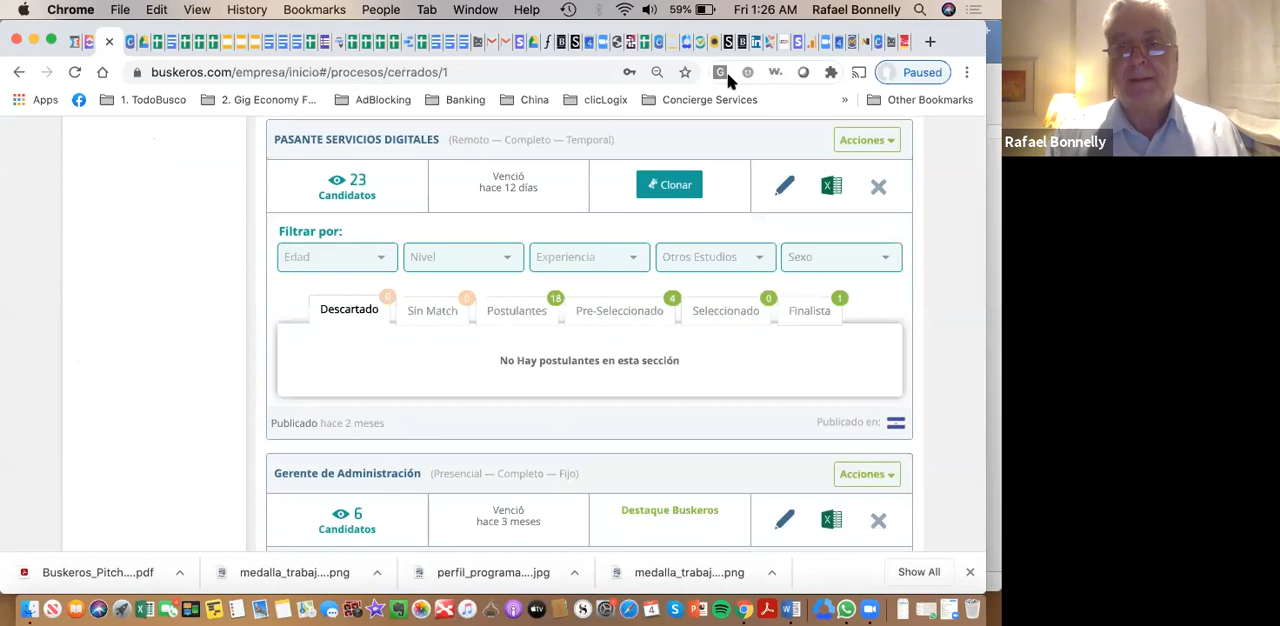 Chrome File Edit View History Bookmarks People Tab Window Help 59% Fri 1:26 AM Rafael Bonnelly
buskeros.com/empresa/inicio#/procesos/cerrados/1 Paused
Apps 1. TodoBusco 2. Gig Economy F... AdBlocking Banking China clicLogix Concierge Services » Other Bookmarks
Rafael Bonnelly
PASANTE SERVICIOS DIGITALES (Remoto — Completo — Temporal) Acciones
23
Candidatos
Venció
hace 12 días
Clonar
Filtrar por:
Edad Nivel Experiencia Otros Estudios Sexo
0 0 18 4 0 1
Descartado Sin Match Postulantes Pre-Seleccionado Seleccionado Finalista
No Hay postulantes en esta sección
Publicado hace 2 meses Publicado en:
Gerente de Administración (Presencial — Completo — Fijo) Acciones
6
Candidatos
Venció
hace 3 meses
Destaque Buskeros
Buskeros_Pitch....pdf medalla_trabaj....png perfil_programa....jpg medalla_trabaj....png Show All